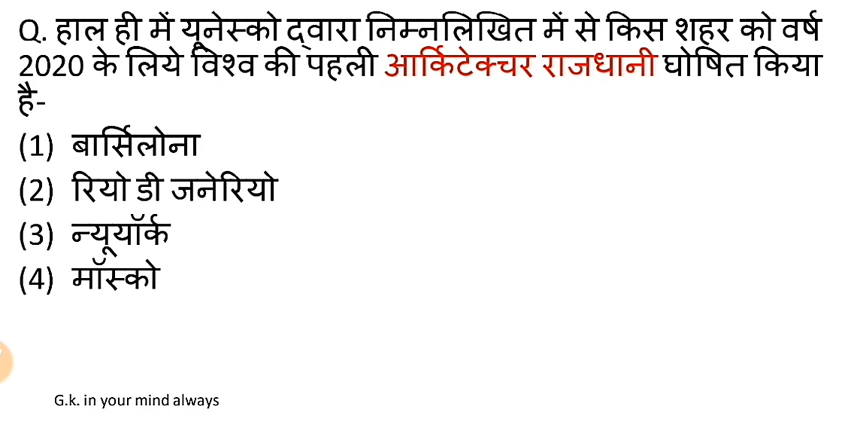 Q. हाल ही में यूनेस्को द्वारा निम्नलिखित में से किस शहर को वर्ष
2020 के लिये विश्व की पहली आर्किटेक्चर राजधानी घोषित किया
है-
(1) बार्सिलोना
(2) रियो डी जनेरियो
(3) न्यूयॉर्क
(4) मॉस्को
G.k. in your mind always